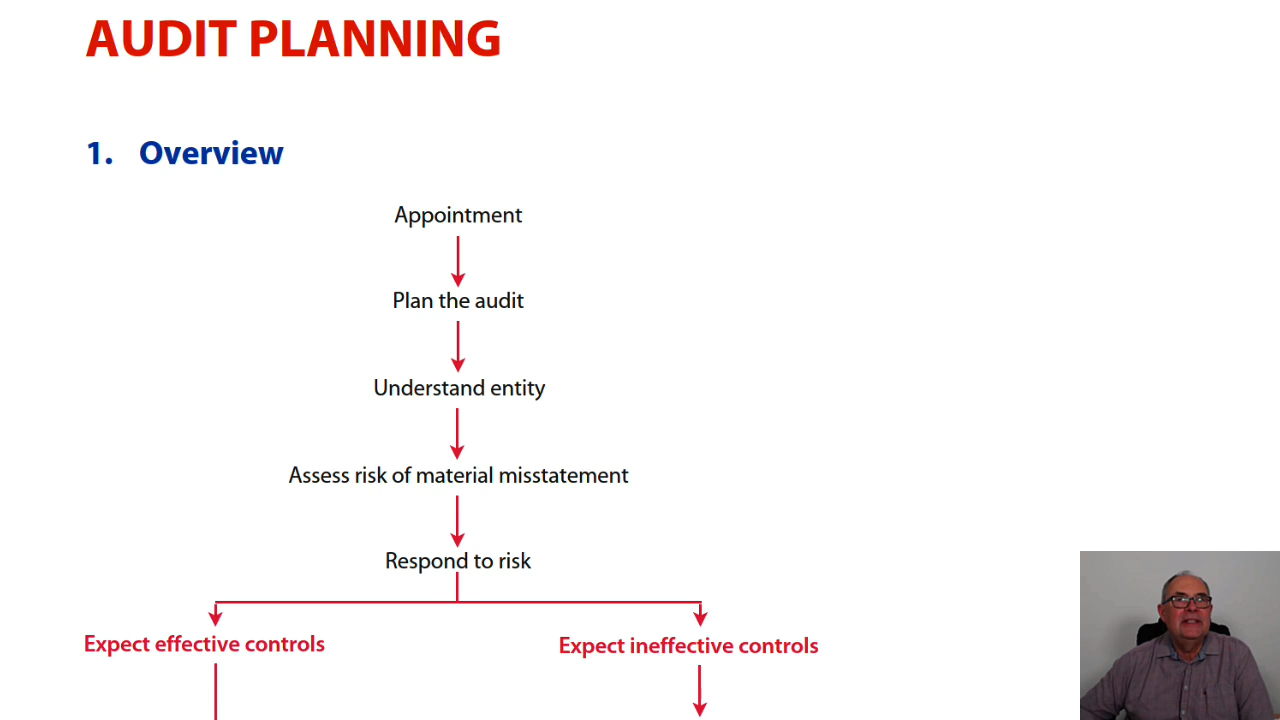 AUDIT PLANNING
1. Overview
Appointment
Plan the audit
Understand entity
Assess risk of material misstatement
Respond to risk
Expect effective controls
Expect ineffective controls